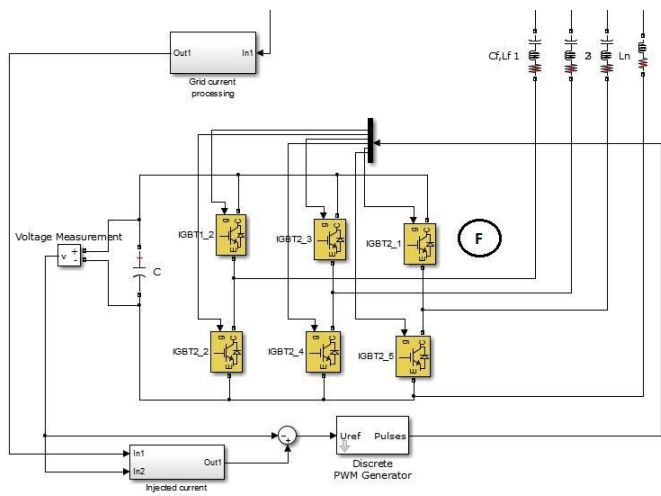 Out1
In1
Grid current
processing
Cf,Lf 1
2
3
Ln
F
Voltage Measurement
+
v
-
C
g
C
E
IGBT1_2
g
C
E
IGBT2_3
g
C
E
IGBT2_1
g
C
E
IGBT2_2
g
C
E
IGBT2_4
g
C
E
IGBT2_5
In1
In2
Out1
Injected current
-
+
Uref
Pulses
Discrete
PWM Generator